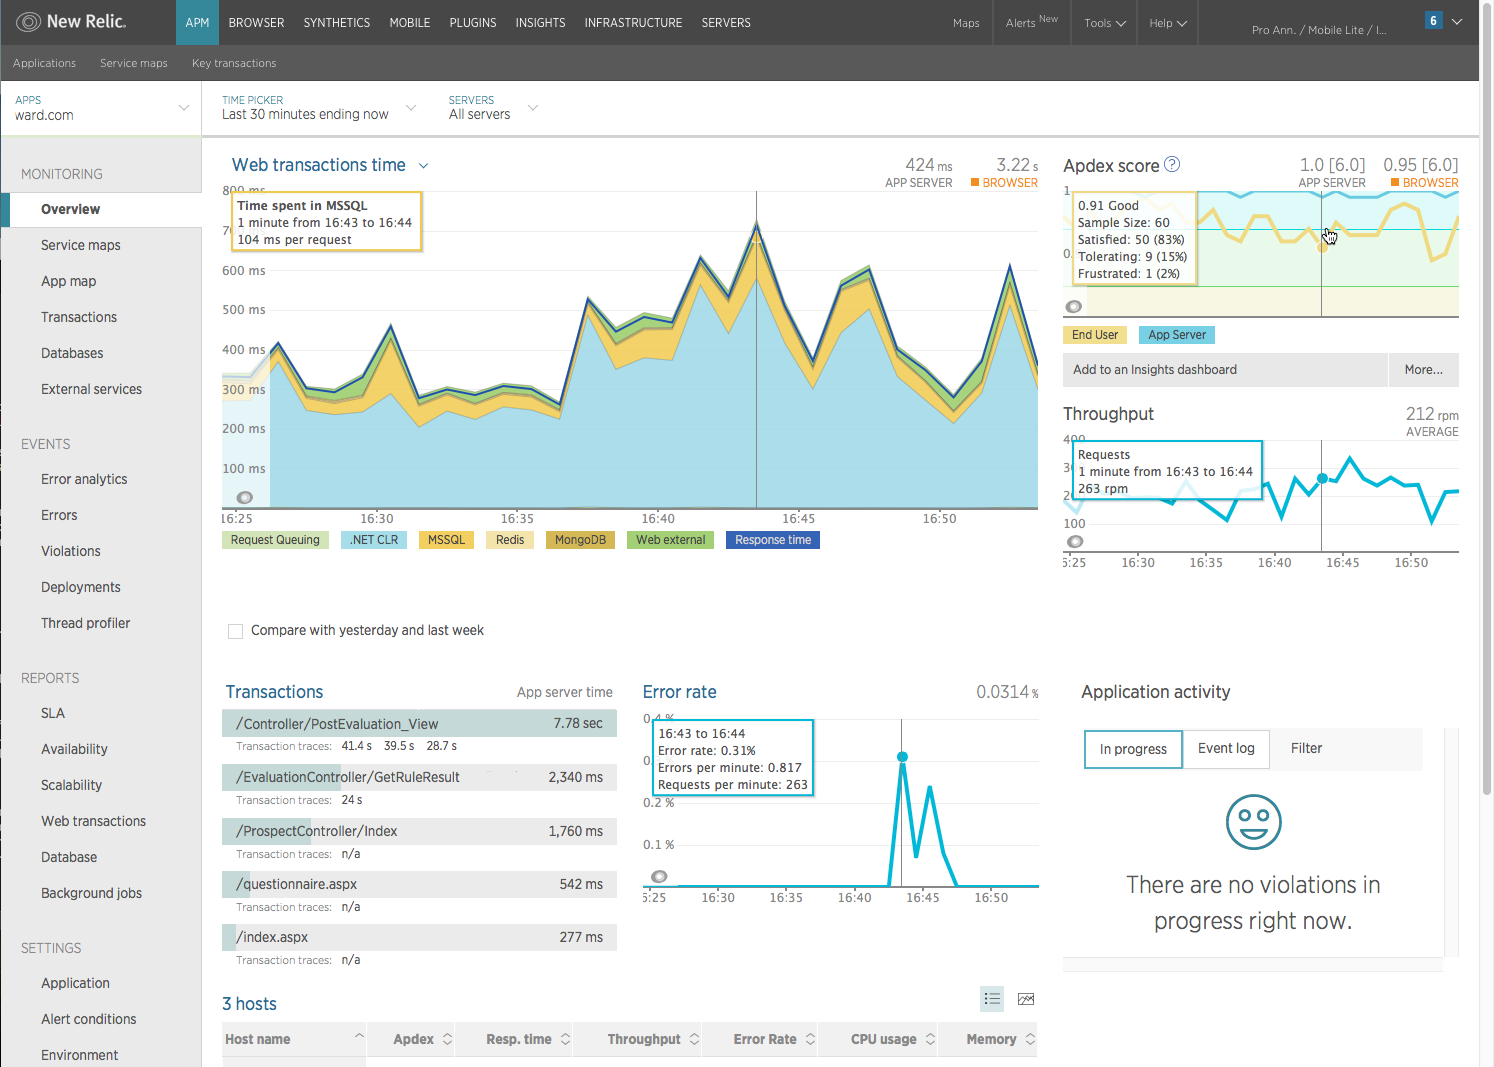 New Relic.
APM BROWSER SYNTHETICS MOBILE PLUGINS INSIGHTS INFRASTRUCTURE SERVERS
Maps Alerts New Tools Help Pro Ann. / Mobile Lite / I... 6
Applications Service maps Key transactions
APPS
ward.com
TIME PICKER
Last 30 minutes ending now
SERVERS
All servers
MONITORING
Overview
Service maps
App map
Transactions
Databases
External services
EVENTS
Error analytics
Errors
Violations
Deployments
Thread profiler
REPORTS
SLA
Availability
Scalability
Web transactions
Database
Background jobs
SETTINGS
Application
Alert conditions
Environment
Web transactions time
424 ms
APP SERVER
3.22 s
BROWSER
800 ms
Time spent in MSSQL
1 minute from 16:43 to 16:44
104 ms per request
600 ms
500 ms
400 ms
300 ms
200 ms
100 ms
16:25 16:30 16:35 16:40 16:45 16:50
Request Queuing .NET CLR MSSQL Redis MongoDB Web external Response time
Compare with yesterday and last week
Apdex score ?
1.0 [6.0]
APP SERVER
0.95 [6.0]
BROWSER
1
0.91 Good
Sample Size: 60
Satisfied: 50 (83%)
Tolerating: 9 (15%)
Frustrated: 1 (2%)
End User App Server
Add to an Insights dashboard More...
Throughput
212 rpm
AVERAGE
400
Requests
1 minute from 16:43 to 16:44
263 rpm
100
16:30 16:35 16:40 16:45 16:50
Transactions App server time
/Controller/PostEvaluation_View 7.78 sec
Transaction traces: 41.4 s 39.5 s 28.7 s
/EvaluationController/GetRuleResult 2,340 ms
Transaction traces: 24 s
/ProspectController/Index 1,760 ms
Transaction traces: n/a
/questionnaire.aspx 542 ms
Transaction traces: n/a
/index.aspx 277 ms
Transaction traces: n/a
Error rate 0.0314 %
0.4 %
16:43 to 16:44
Error rate: 0.31%
Errors per minute: 0.817
Requests per minute: 263
0.2 %
0.1 %
16:30 16:35 16:40 16:45 16:50
Application activity
In progress Event log Filter
There are no violations in
progress right now.
3 hosts
Host name Apdex Resp. time Throughput Error Rate CPU usage Memory